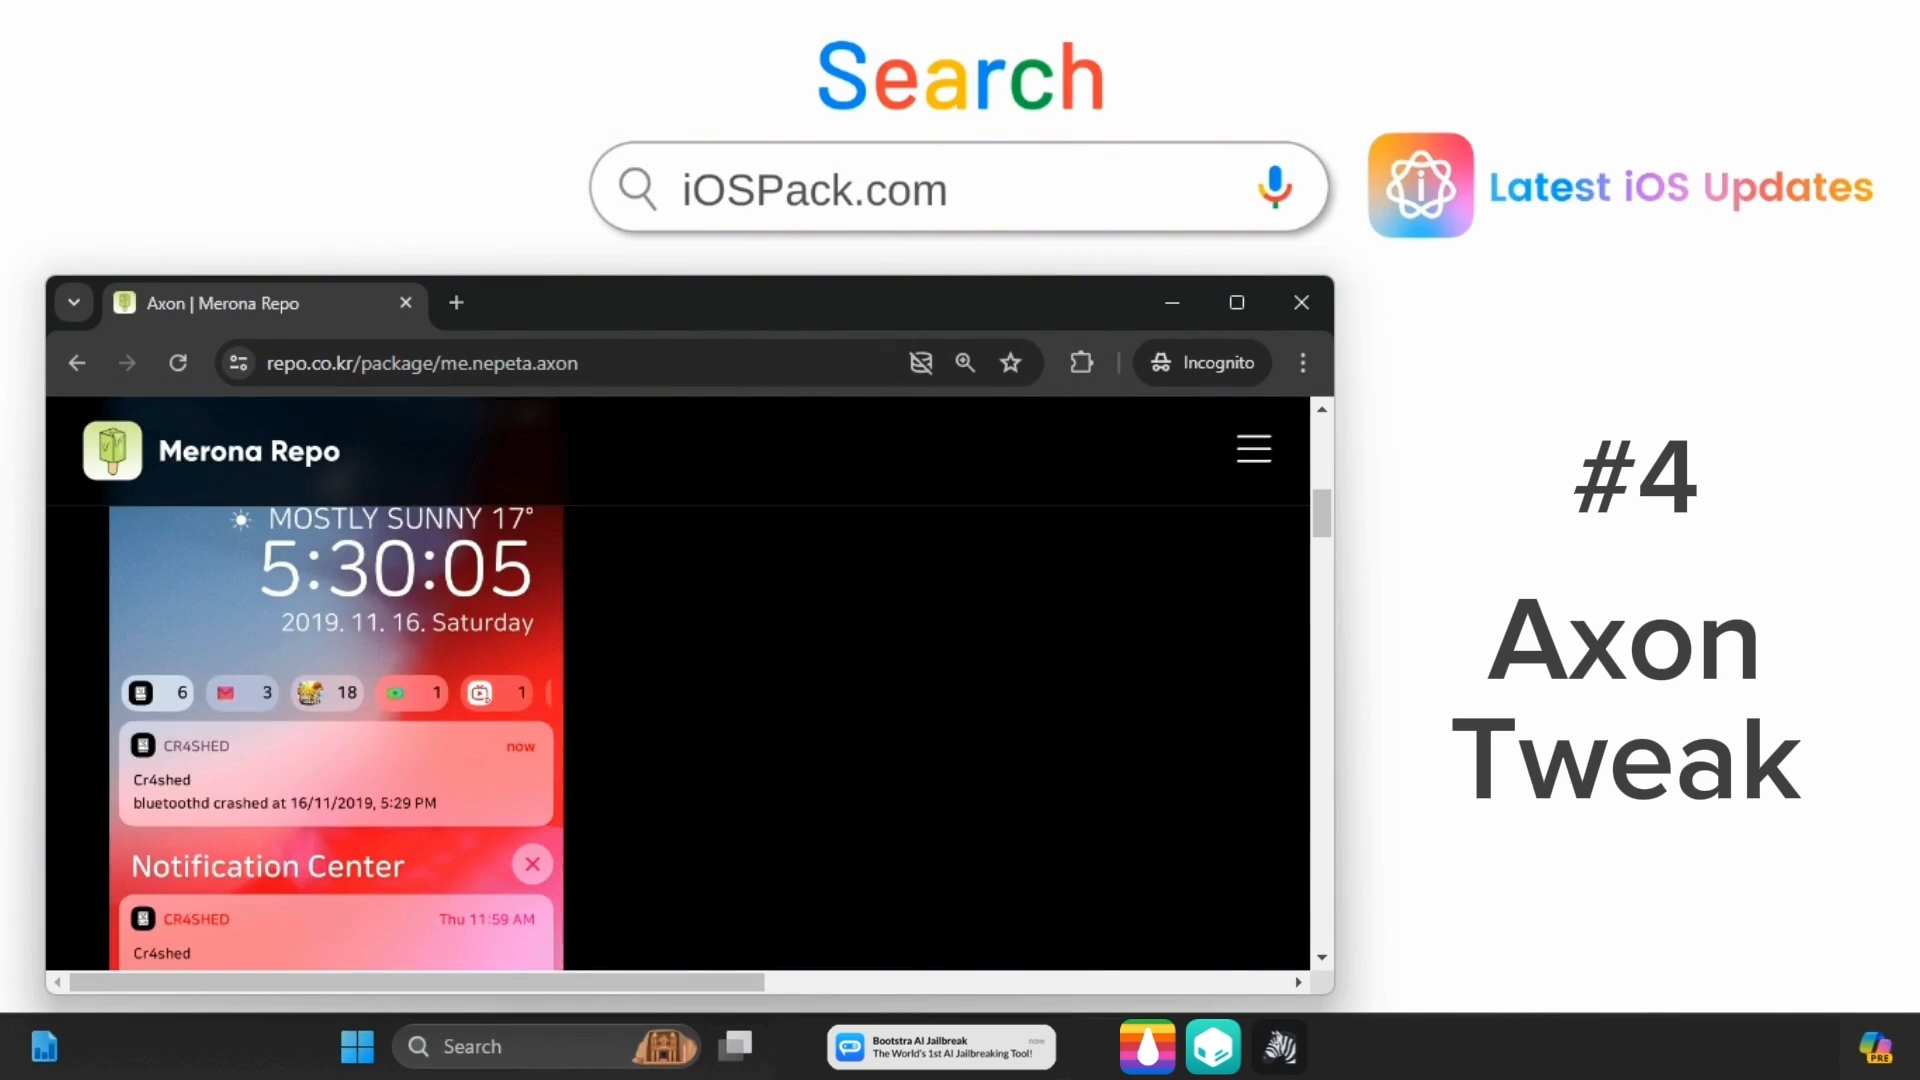 Search
iOSPack.com
Latest iOS Updates
Axon | Merona Repo
repo.co.kr/package/me.nepeta.axon
Incognito
Merona Repo
MOSTLY SUNNY 17°
5:30:05
2019. 11. 16. Saturday
6 3 18 1 1
CR4SHED now
Cr4shed
bluetoothd crashed at 16/11/2019, 5:29 PM
Notification Center
CR4SHED Thu 11:59 AM
Cr4shed
#4
Axon
Tweak
Search
Bootstra AI Jailbreak now
The World's 1st AI Jailbreaking Tool!
PRE